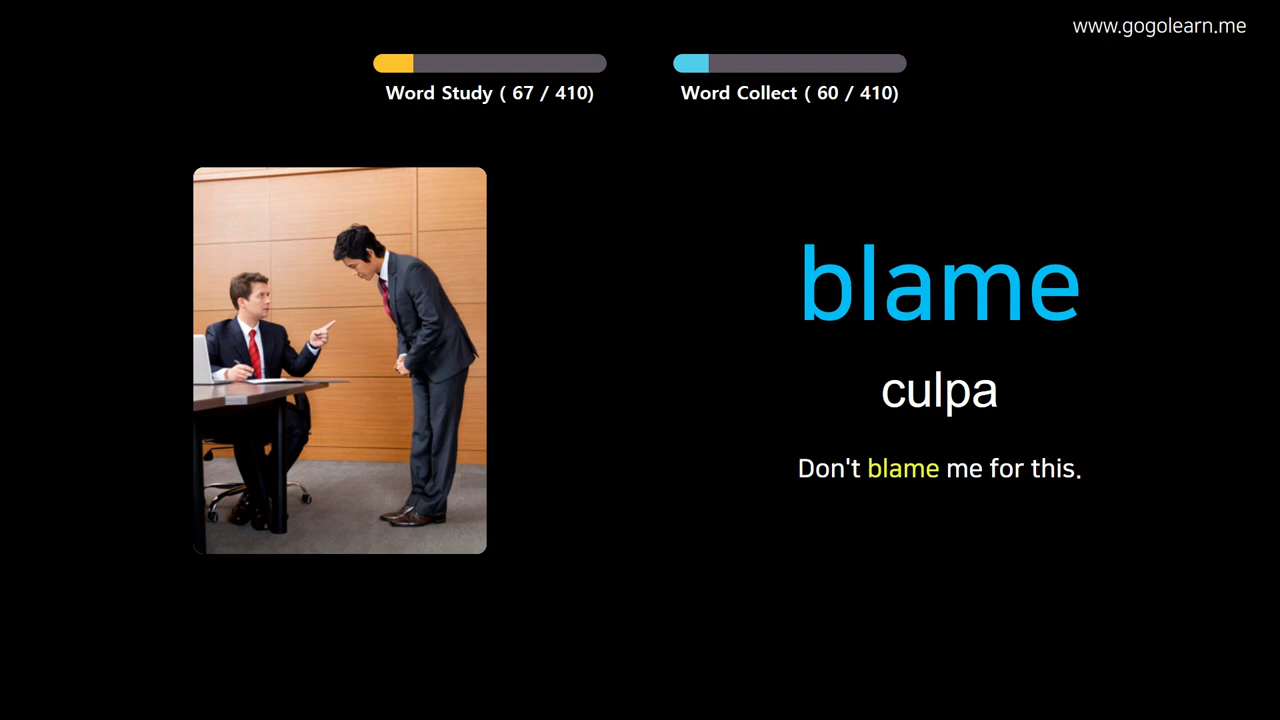 www.gogolearn.me
Word Study ( 67 / 410)
Word Collect ( 60 / 410)
blame
culpa
Don't blame me for this.